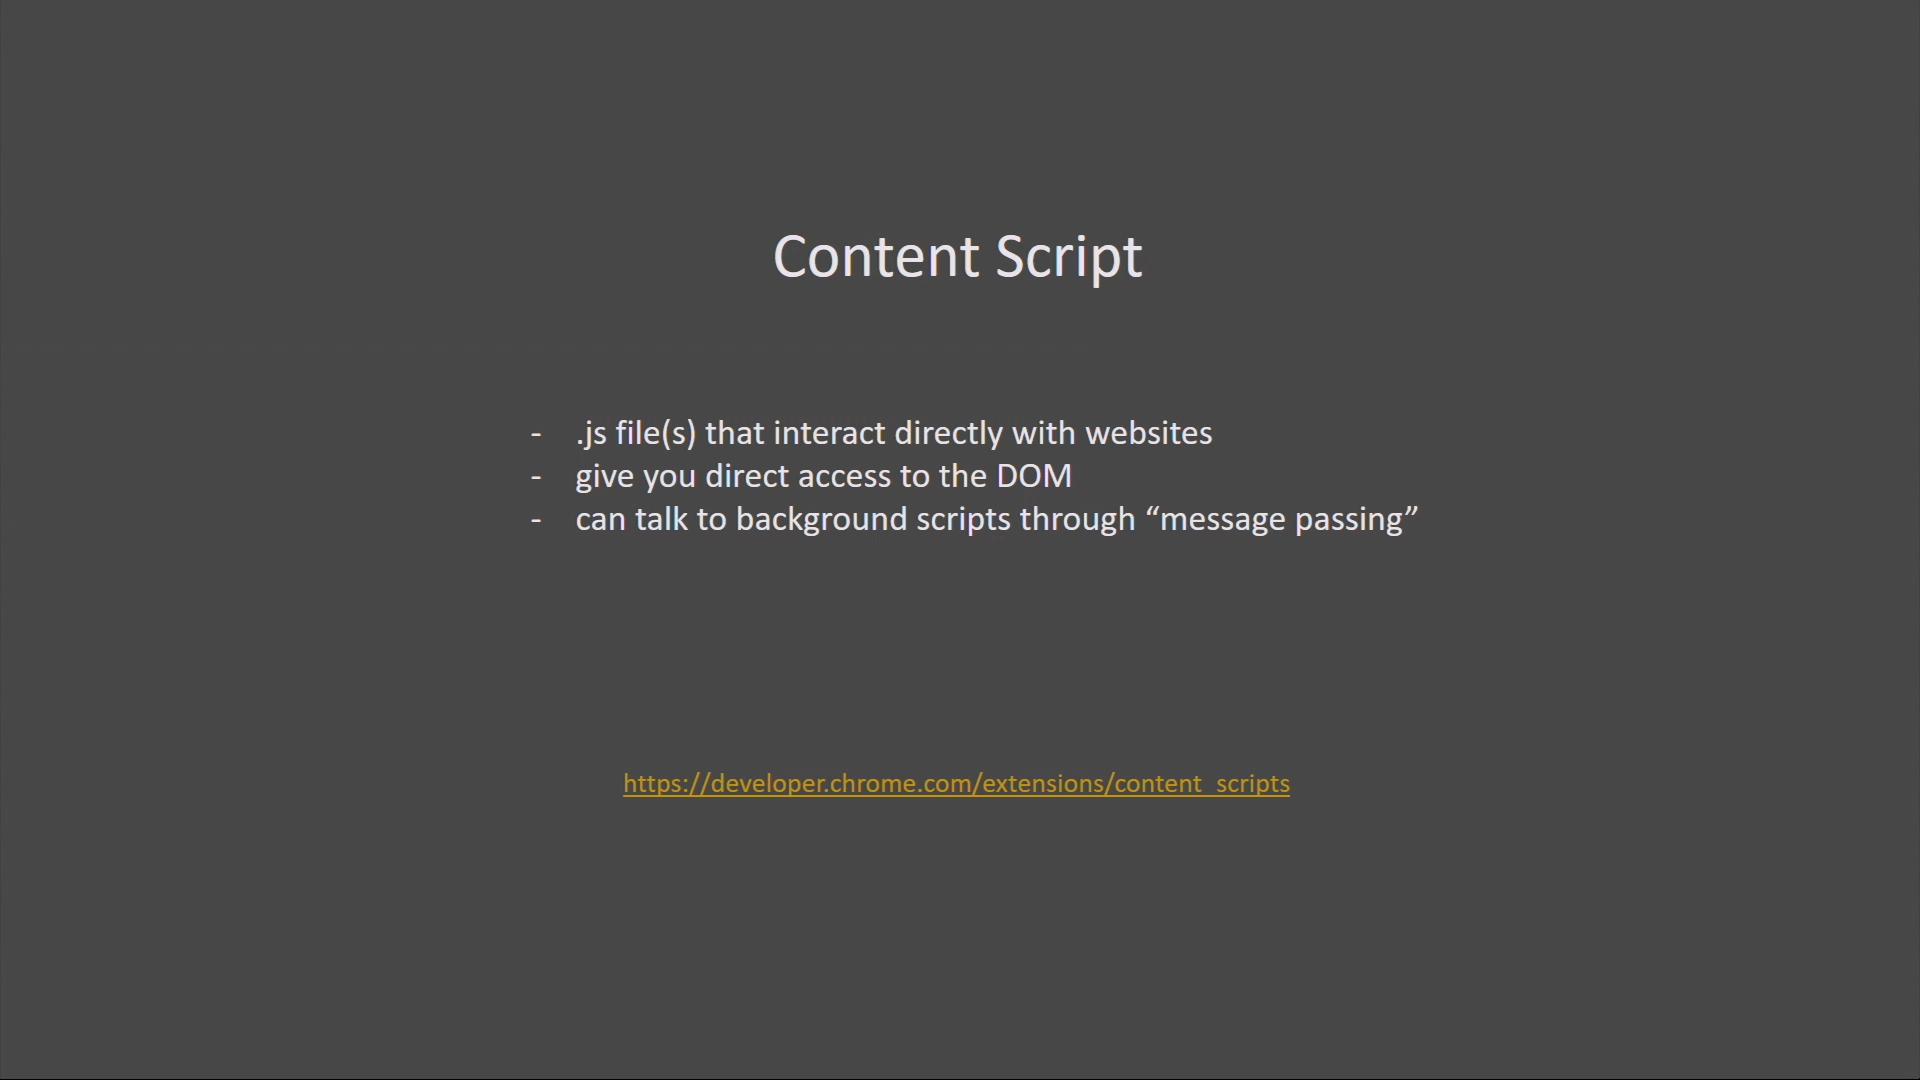 Content Script
- .js file(s) that interact directly with websites
- give you direct access to the DOM
- can talk to background scripts through “message passing”
https://developer.chrome.com/extensions/content_scripts